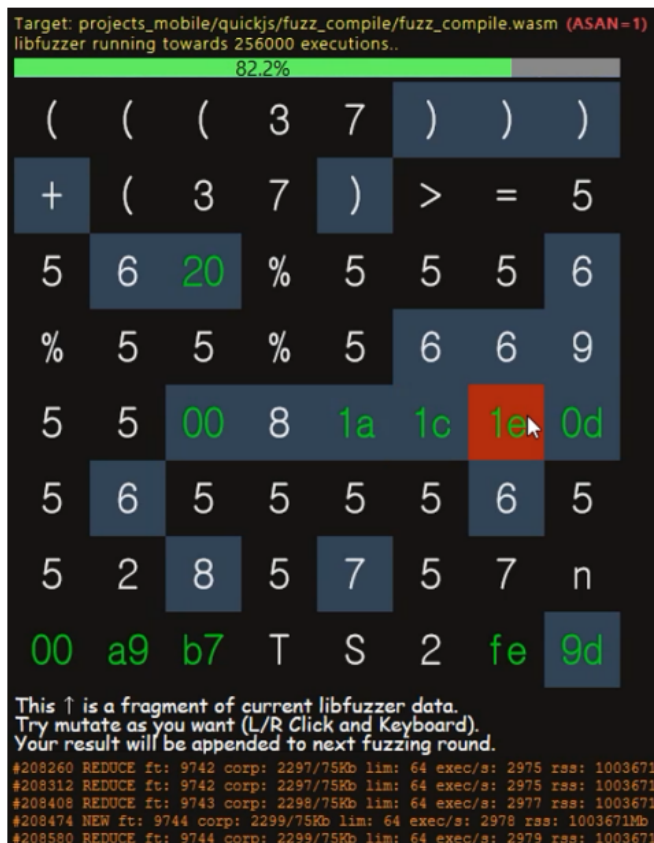 Target: projects_mobile/quickjs/fuzz_compile/fuzz_compile.wasm (ASAN=1)
libfuzzer running towards 256000 executions..
82.2%
( ( ( 3 7 ) ) )
+ ( 3 7 ) > = 5
5 6 20 % 5 5 5 6
% 5 5 % 5 6 6 9
5 5 00 8 1a 1c 1e 0d
5 6 5 5 5 5 6 5
5 2 8 5 7 5 7 n
00 a9 b7 T S 2 fe 9d
This ↑ is a fragment of current libfuzzer data.
Try mutate as you want (L/R Click and Keyboard).
Your result will be appended to next fuzzing round.
#208260 REDUCE ft: 9742 corp: 2297/75Kb lim: 64 exec/s: 2975 rss: 1003671
#208312 REDUCE ft: 9742 corp: 2297/75Kb lim: 64 exec/s: 2975 rss: 1003671
#208408 REDUCE ft: 9743 corp: 2298/75Kb lim: 64 exec/s: 2977 rss: 1003671
#208474 NEW ft: 9744 corp: 2299/75Kb lim: 64 exec/s: 2978 rss: 1003671Mb
#208580 REDUCE ft: 9744 corp: 2299/75Kb lim: 64 exec/s: 2979 rss: 1003671